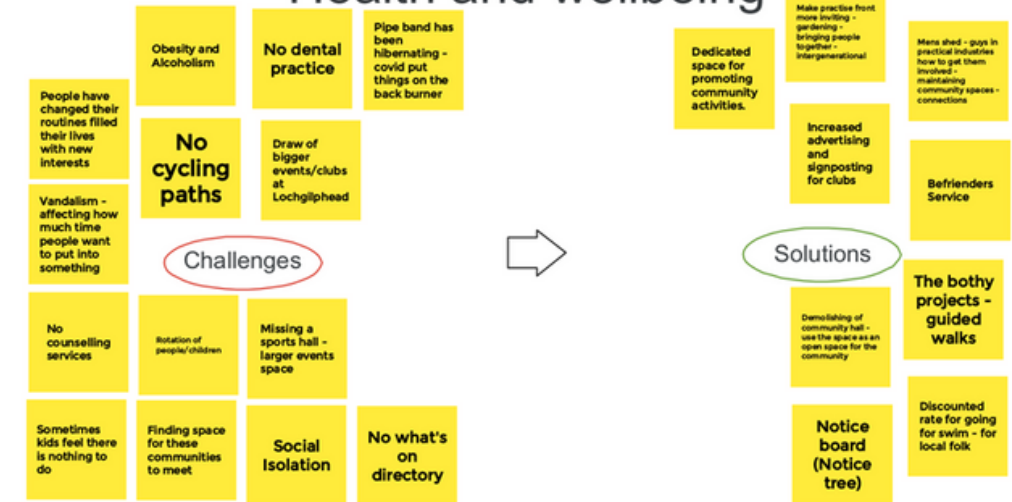 Health and wellbeing
Obesity and
Alcoholism
No dental
practice
Pipe band has
been
hibernating -
covid put
things on the
back burner
People have
changed their
routines filled
their lives
with new
interests
No
cycling
paths
Draw of
bigger
events/clubs
at
Lochgilphead
Vandalism -
affecting how
much time
people want
to put into
something
Challenges
No
counselling
services
Rotation of
people/children
Missing a
sports hall -
larger events
space
Sometimes
kids feel there
is nothing to
do
Finding space
for these
communities
to meet
Social
Isolation
No what's
on
directory
Dedicated
space for
promoting
community
activities.
Make practise front
more inviting -
gardening -
bringing people
together -
intergenerational
Mens shed - guys in
practical industries
how to get them
involved -
maintaining
community spaces -
connections
Increased
advertising
and
signposting
for clubs
Befrienders
Service
Solutions
Demolishing of
community hall -
use the space as an
open space for the
community
The bothy
projects -
guided
walks
Notice
board
(Notice
tree)
Discounted
rate for going
for swim - for
local folk